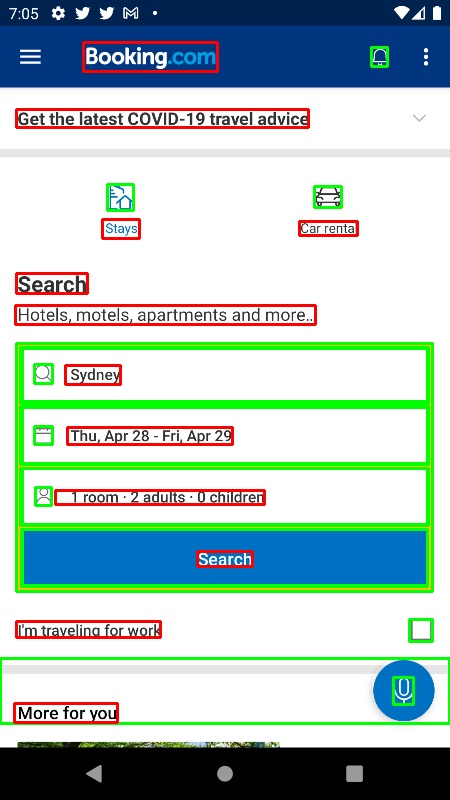 7:05
Booking.com
Get the latest COVID-19 travel advice
Stays
Car rental
Search
Hotels, motels, apartments and more..
Sydney
Thu, Apr 28 - Fri, Apr 29
1 room · 2 adults · 0 children
Search
I'm traveling for work
More for you